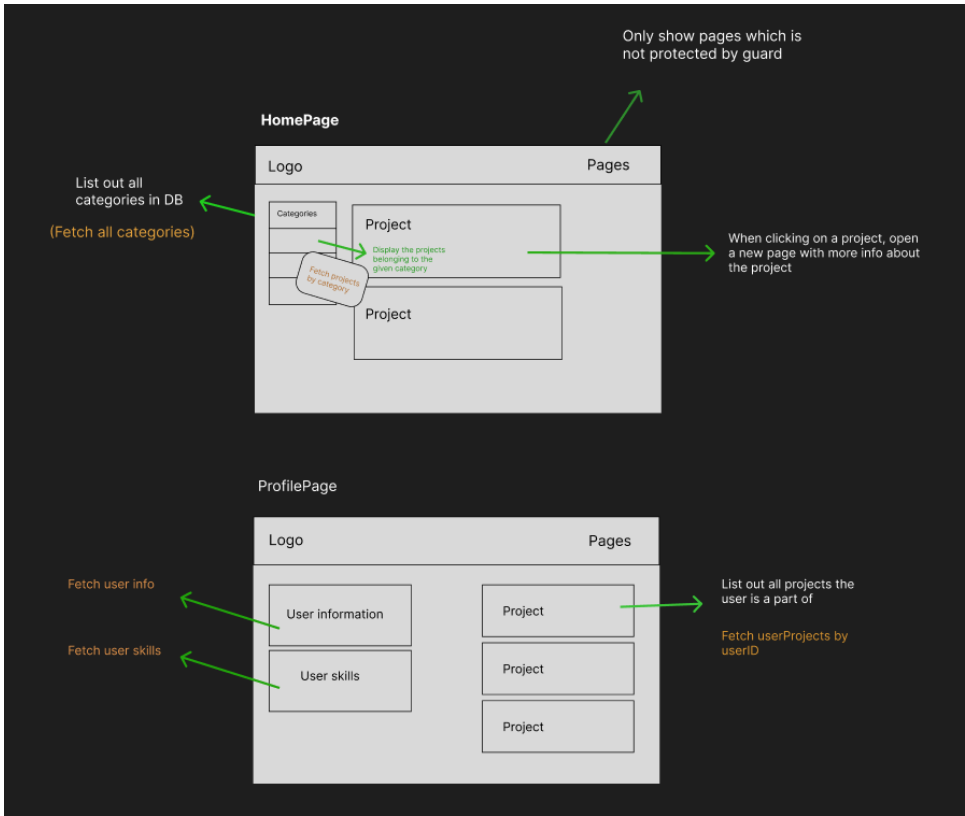 Only show pages which is
not protected by guard
HomePage
Logo
Pages
List out all
categories in DB
(Fetch all categories)
Categories
Project
Display the projects
belonging to the
given category
Fetch projects
by category
When clicking on a project, open
a new page with more info about
the project
Project
ProfilePage
Logo
Pages
Fetch user info
User information
Fetch user skills
User skills
Project
List out all projects the
user is a part of
Fetch userProjects by
userID
Project
Project